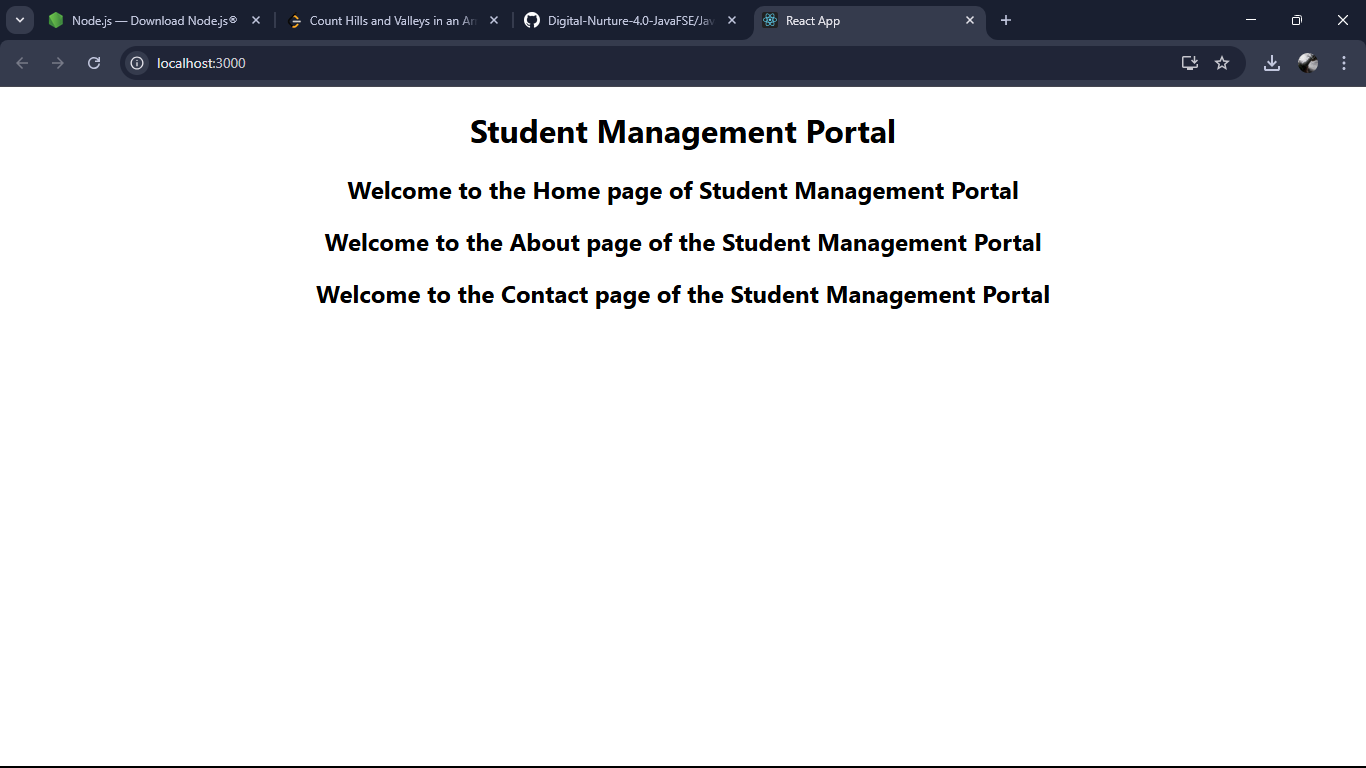 Node.js — Download Node.js®
Count Hills and Valleys in an Ar
Digital-Nurture-4.0-JavaFSE/Jav
React App
localhost:3000
Student Management Portal
Welcome to the Home page of Student Management Portal
Welcome to the About page of the Student Management Portal
Welcome to the Contact page of the Student Management Portal